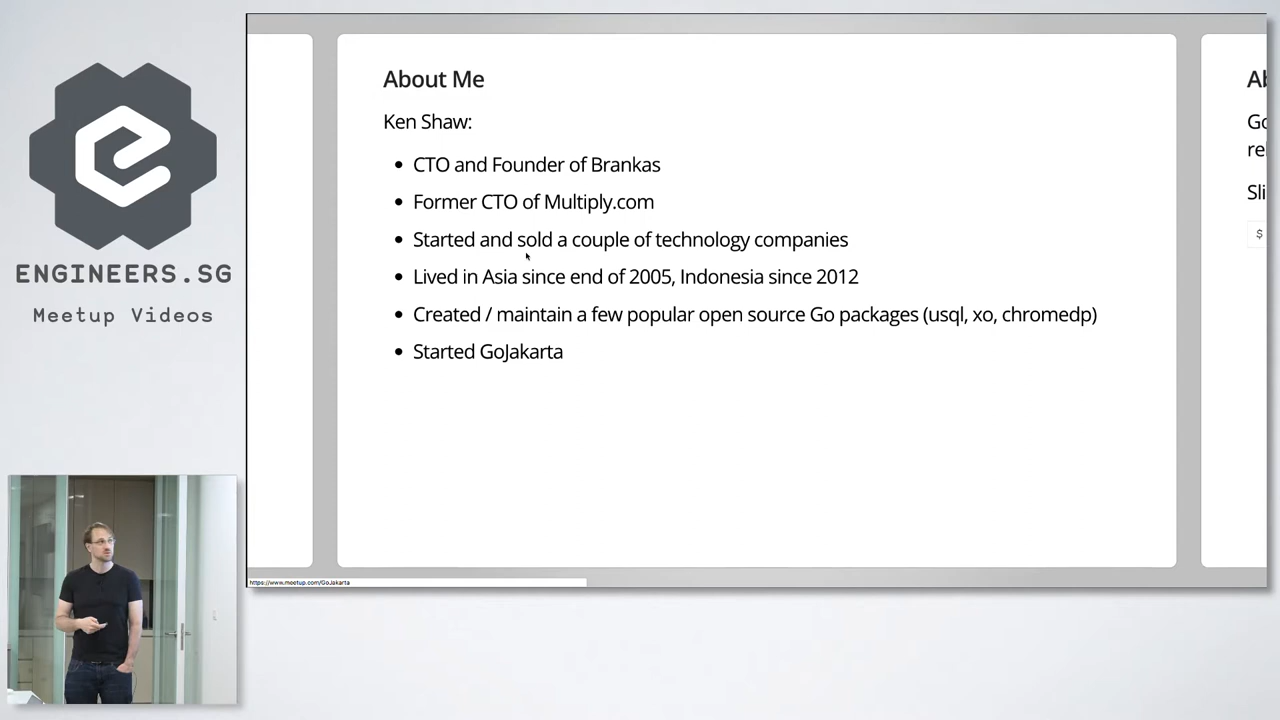 ENGINEERS.SG
Meetup Videos
About Me
Ken Shaw:
CTO and Founder of Brankas
Former CTO of Multiply.com
Started and sold a couple of technology companies
Lived in Asia since end of 2005, Indonesia since 2012
Created / maintain a few popular open source Go packages (usql, xo, chromedp)
Started GoJakarta
https://www.meetup.com/GoJakarta
$